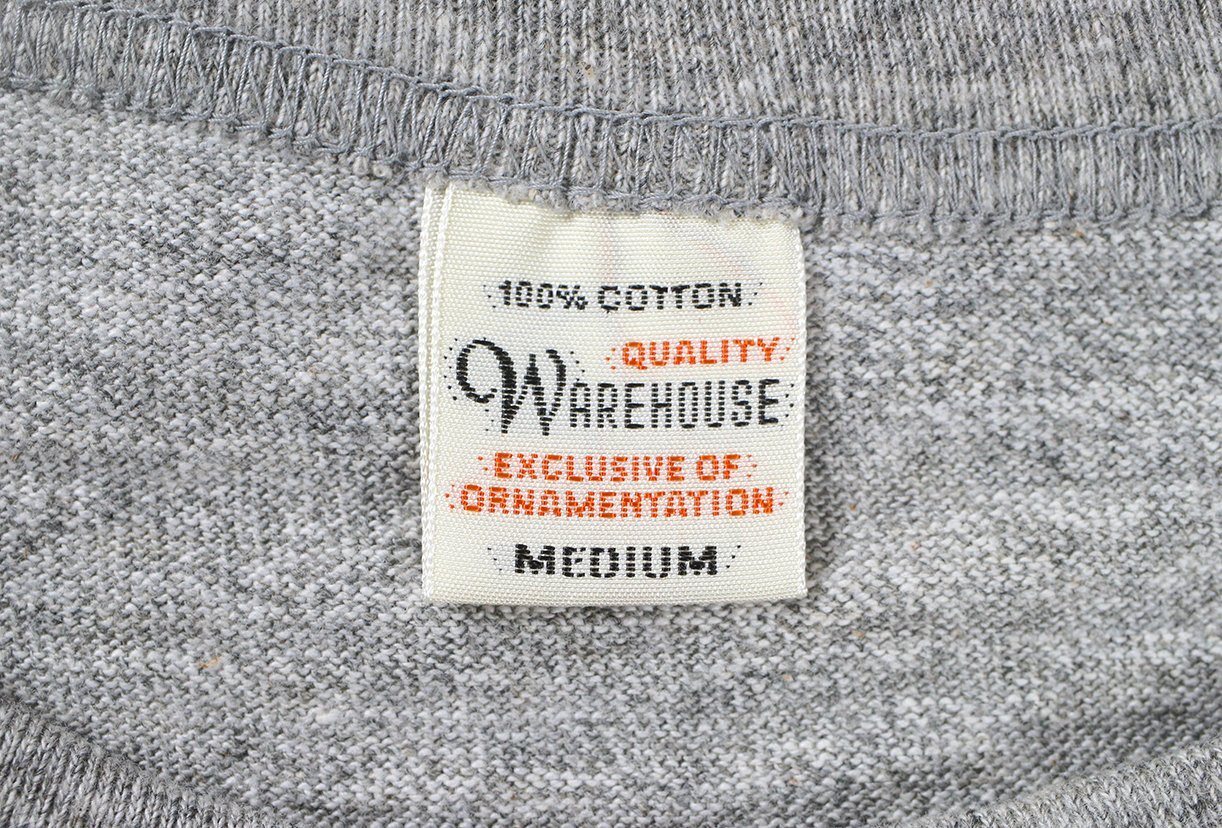 100% COTTON
QUALITY
WAREHOUSE
EXCLUSIVE OF
ORNAMENTATION
MEDIUM